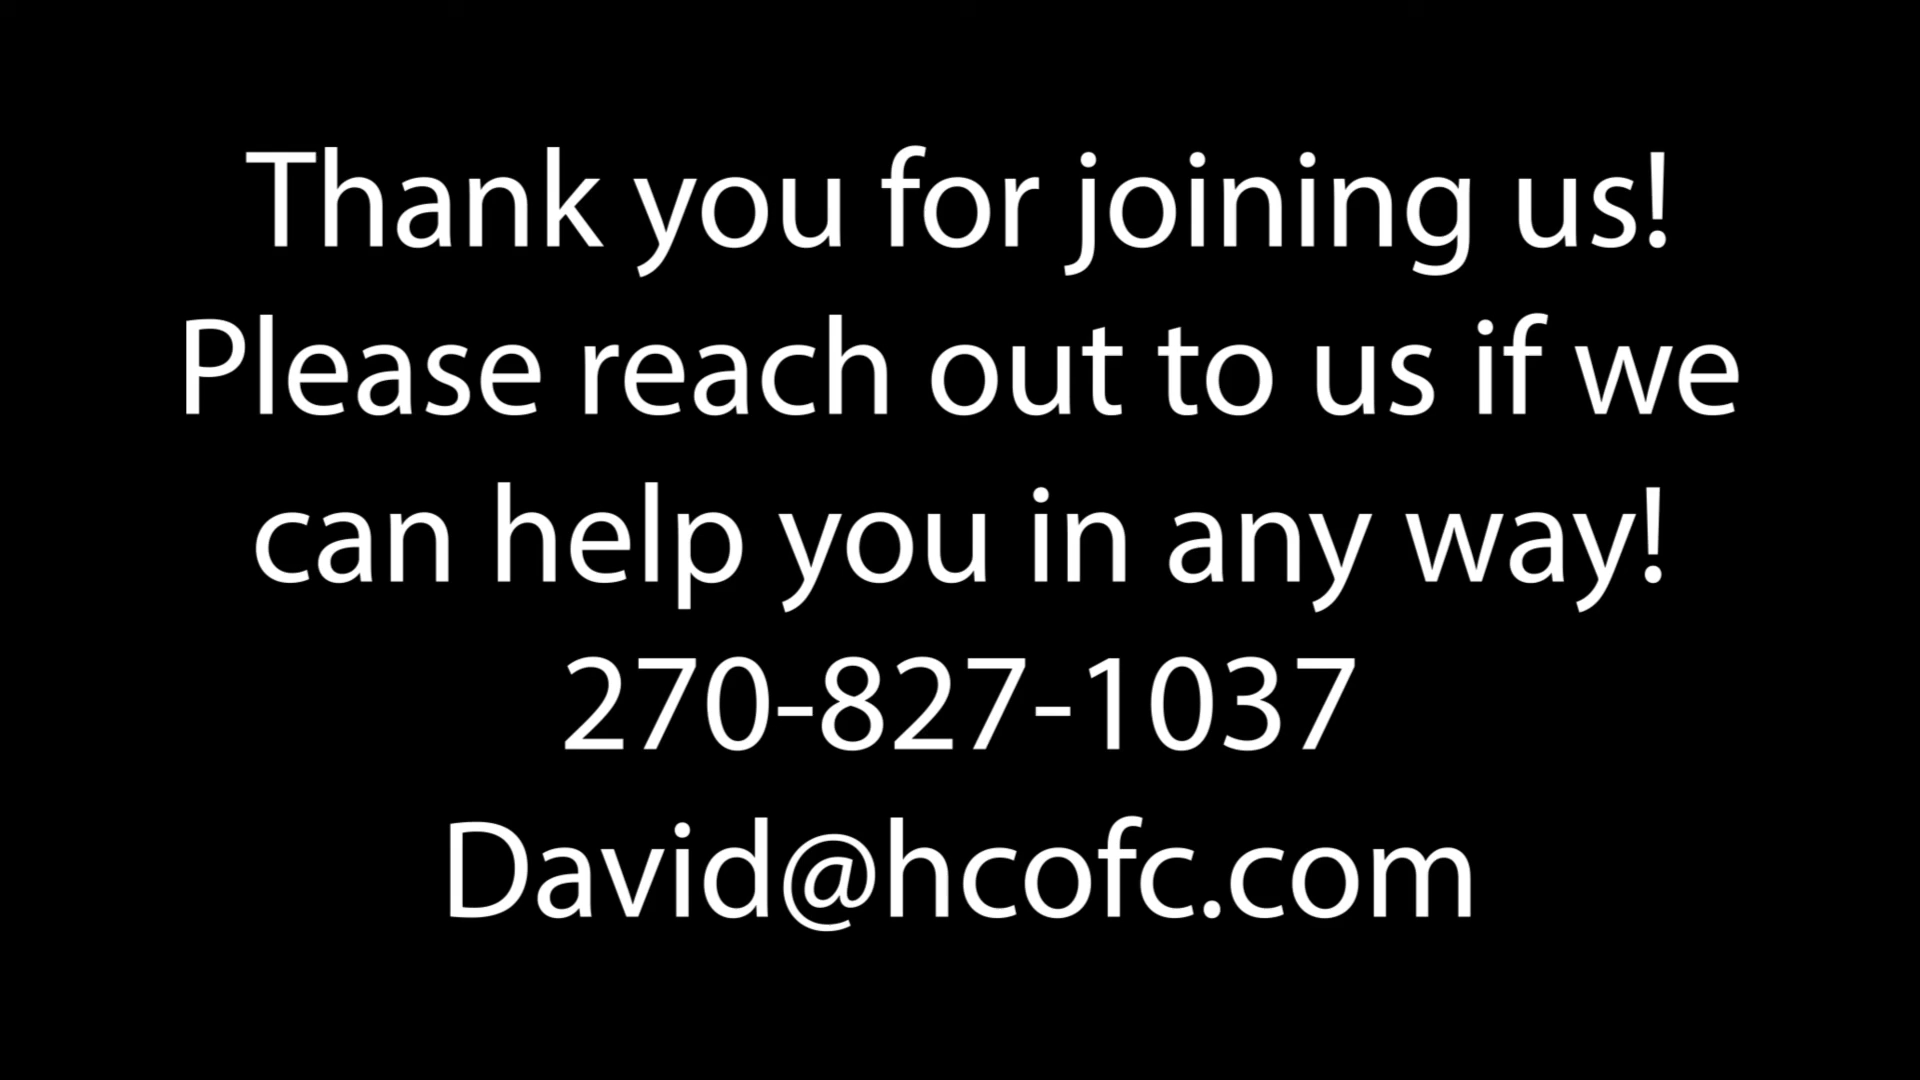 Thank you for joining us!
Please reach out to us if we
can help you in any way!
270-827-1037
David@hcofc.com